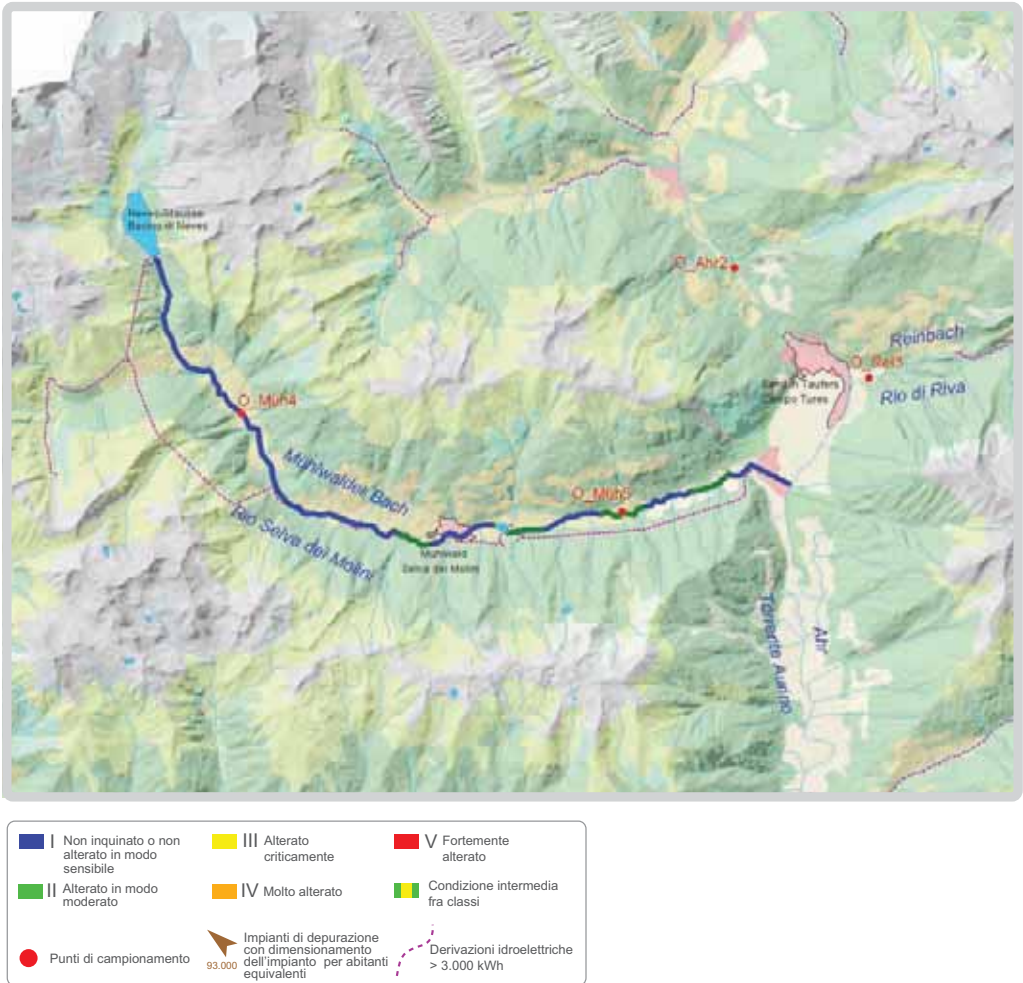 Neves-Stausee
Bacino di Neves
O_Ahr2
Reinbach
O_Rei3
Sand in Taufers
Campo Tures
Rio di Riva
O_Müh4
Mühlwalder Bach
O_Müh5
Rio Selva dei Molini
Mühlwald
Selva dei Molini
Torrente Aurino
Ahr
I Non inquinato o non
alterato in modo
sensibile
II Alterato in modo
moderato
III Alterato
criticamente
IV Molto alterato
V Fortemente
alterato
Condizione intermedia
fra classi
Punti di campionamento
93.000
Impianti di depurazione
con dimensionamento
dell'impianto per abitanti
equivalenti
Derivazioni idroelettriche
> 3.000 kWh